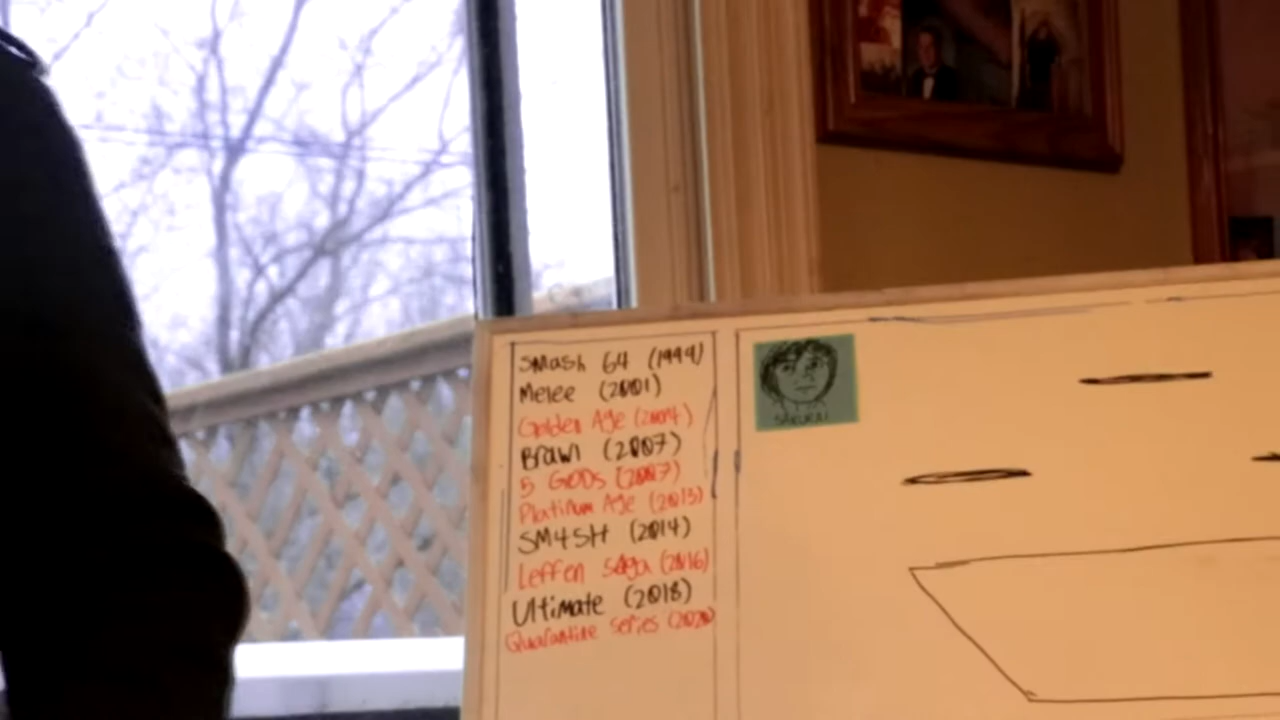 Smash 64 (1999)
Melee (2001)
Golden Age (2004)
Brawl (2007)
5 GODs (2007)
Platinum Age (2013)
SM4SH (2014)
Leffen Saga (2016)
Ultimate (2018)
Quarantine Series (2020)
SAKURAI